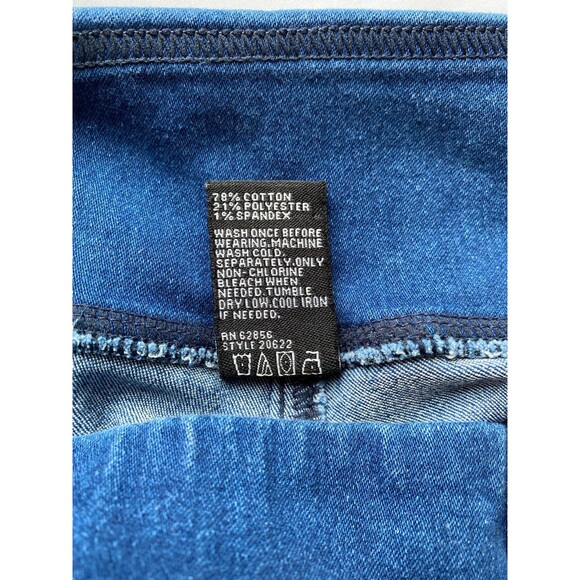 78% COTTON
21% POLYESTER
1% SPANDEX
WASH ONCE BEFORE
WEARING.MACHINE
WASH COLD.
SEPARATELY.ONLY
NON-CHLORINE
BLEACH WHEN
NEEDED.TUMBLE
DRY LOW.COOL IRON
IF NEEDED.
RN 62856
STYLE 20622